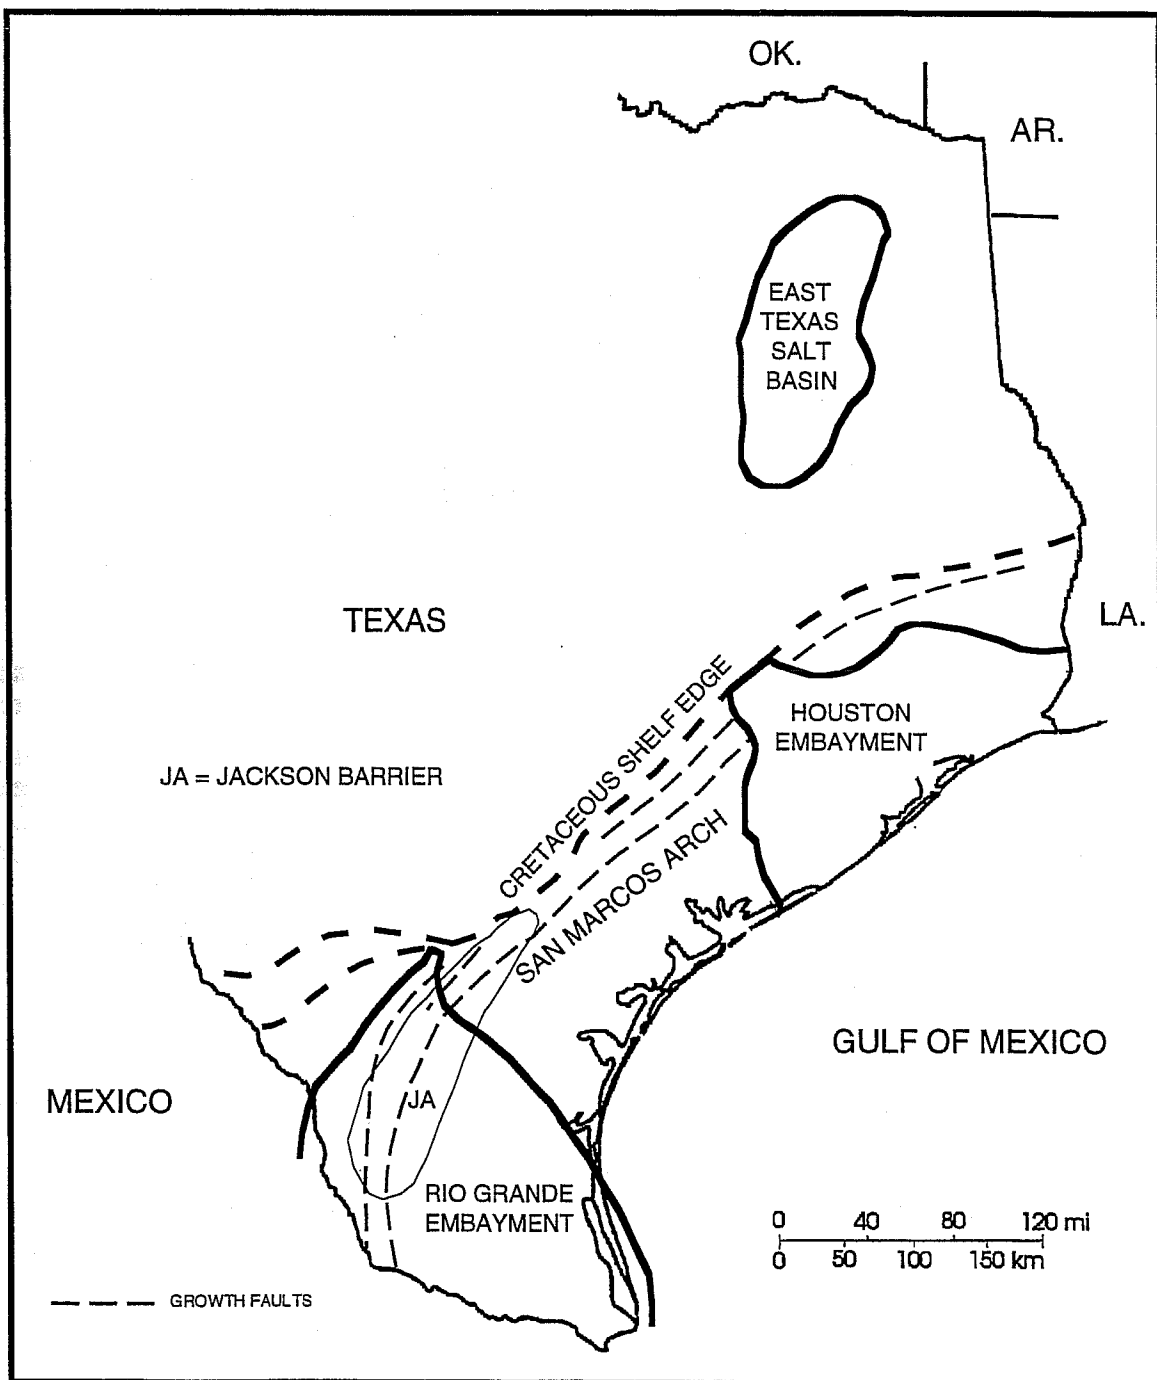 OK.
AR.
EAST
TEXAS
SALT
BASIN
TEXAS
LA.
CRETACEOUS SHELF EDGE
HOUSTON
EMBAYMENT
JA = JACKSON BARRIER
SAN MARCOS ARCH
GULF OF MEXICO
MEXICO
JA
RIO GRANDE
EMBAYMENT
0 40 80 120 mi
0 50 100 150 km
GROWTH FAULTS